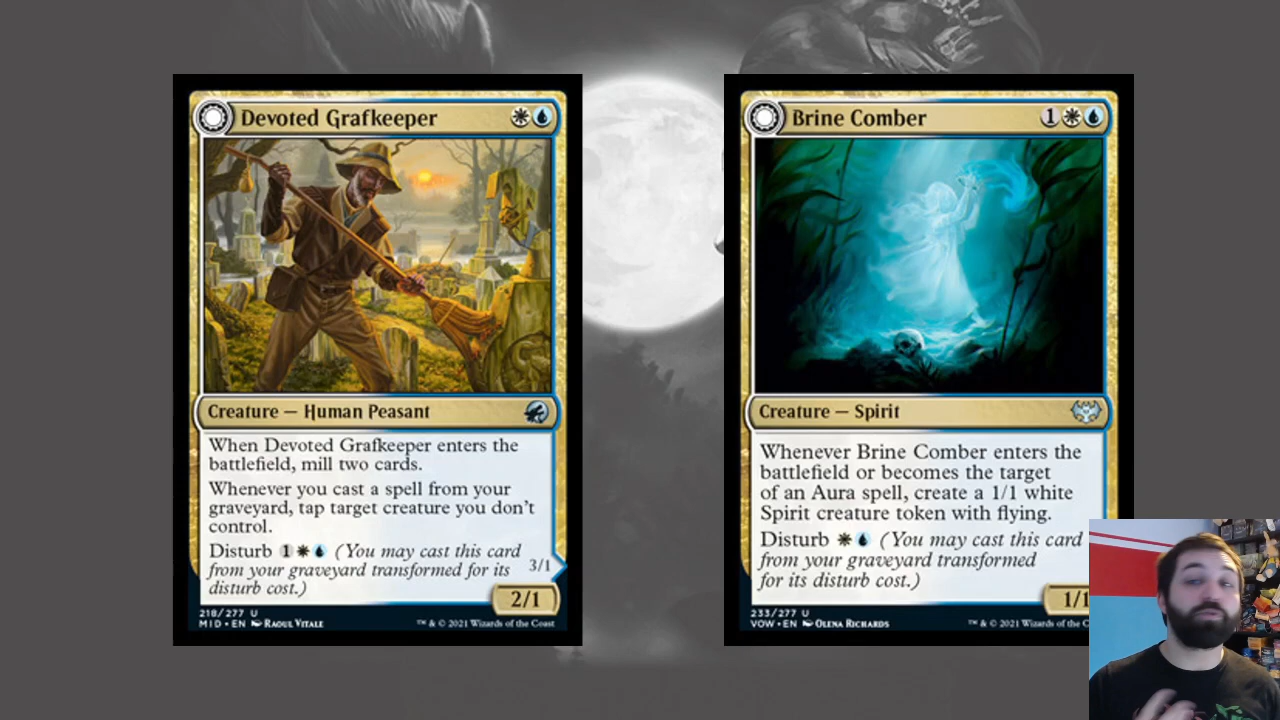 Devoted Grafkeeper
Creature — Human Peasant
When Devoted Grafkeeper enters the
battlefield, mill two cards.
Whenever you cast a spell from your
graveyard, tap target creature you don't
control.
Disturb 1 (You may cast this card
from your graveyard transformed for its
disturb cost.)
3/1
2/1
218/277 U
MID • EN Raoul Vitale
™ & © 2021 Wizards of the Coast
Brine Comber
1
Creature — Spirit
Whenever Brine Comber enters the
battlefield or becomes the target
of an Aura spell, create a 1/1 white
Spirit creature token with flying.
Disturb (You may cast this card
from your graveyard transformed
for its disturb cost.)
1/1
233/277 U
VOW • EN Olena Richards
™ & © 2021 Wizards of the C